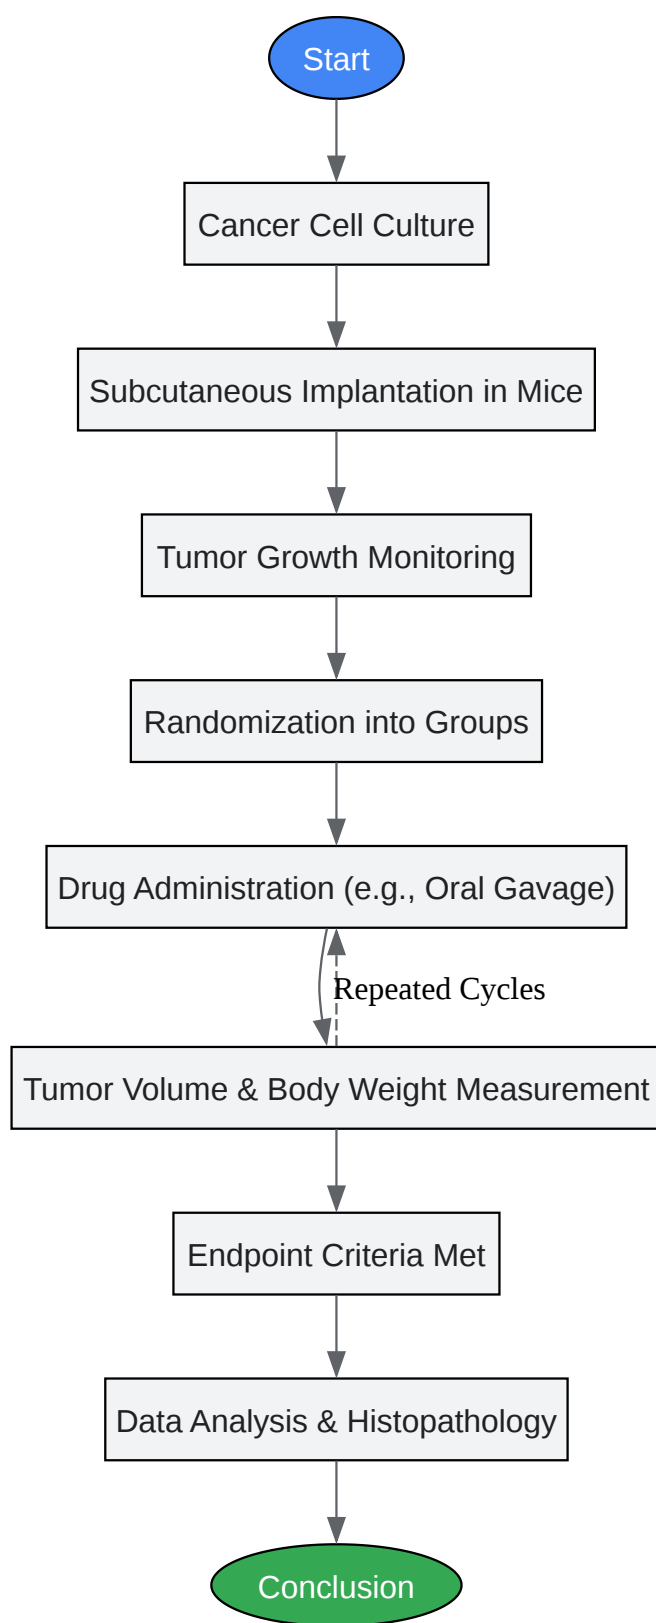 Start
Cancer Cell Culture
Subcutaneous Implantation in Mice
Tumor Growth Monitoring
Randomization into Groups
Drug Administration (e.g., Oral Gavage)
Repeated Cycles
Tumor Volume & Body Weight Measurement
Endpoint Criteria Met
Data Analysis & Histopathology
Conclusion